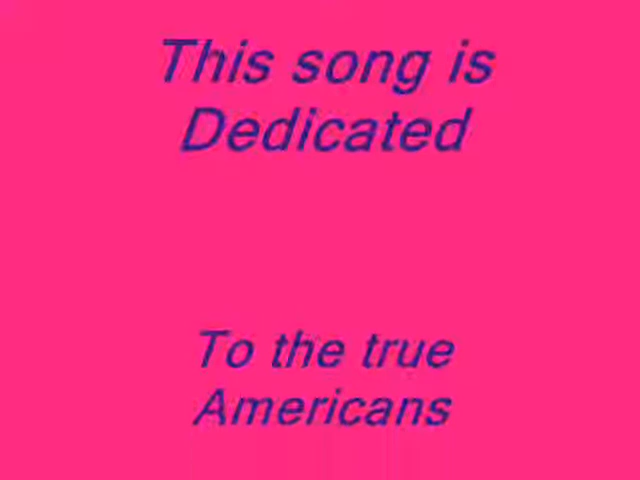 This song is
Dedicated
To the true
Americans